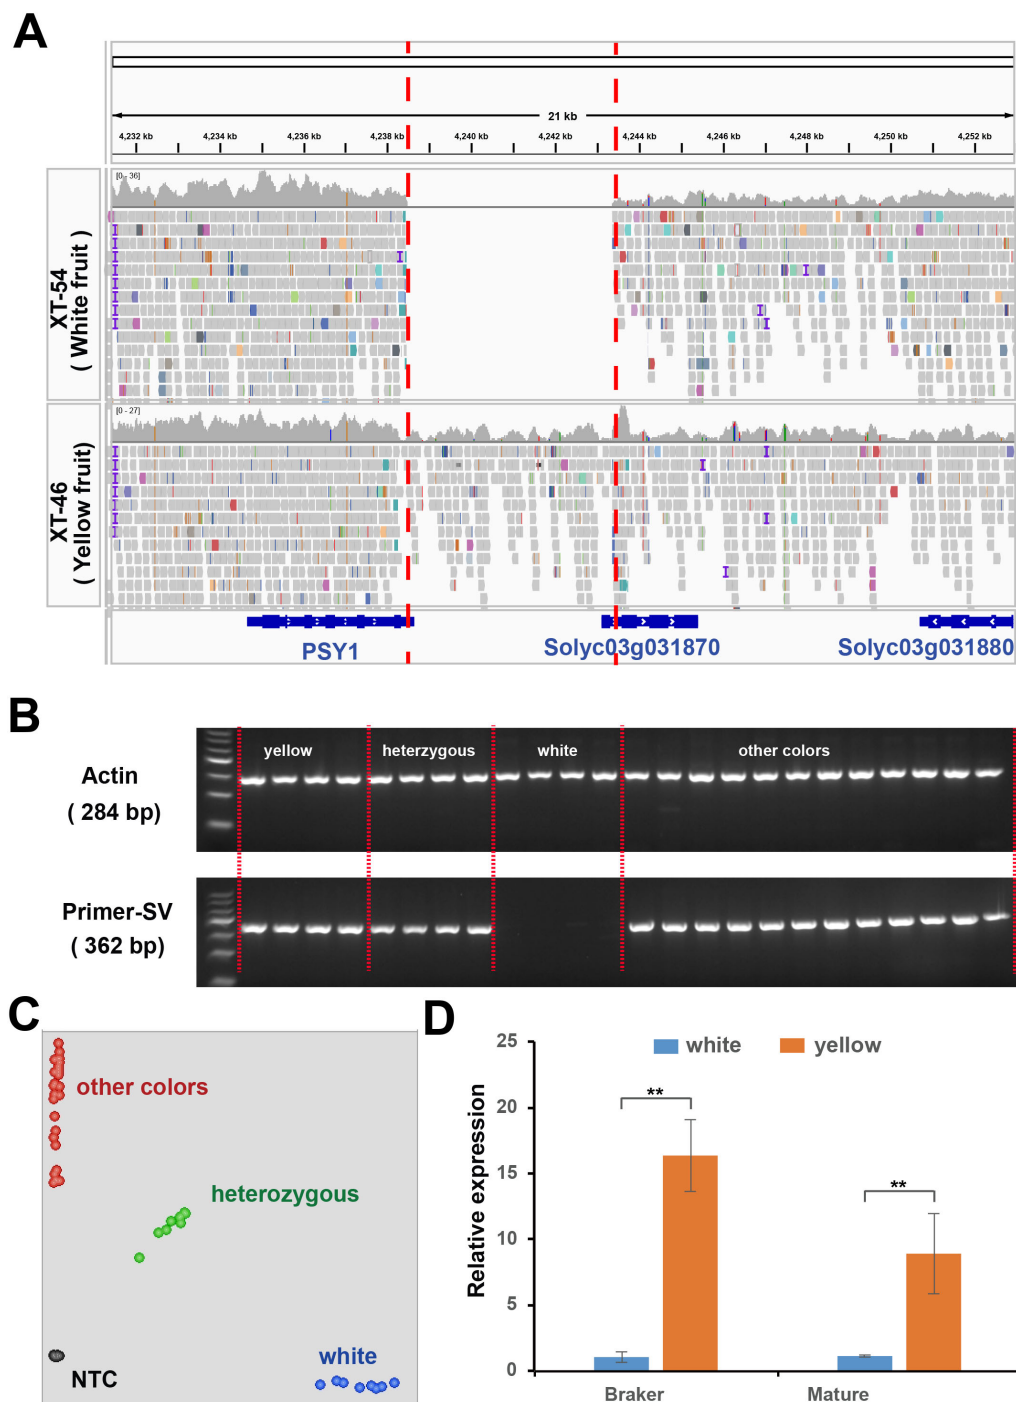 A
21 kb
4,232 kb 4,234 kb 4,236 kb 4,238 kb 4,240 kb 4,242 kb 4,244 kb 4,246 kb 4,248 kb 4,250 kb 4,252 kb
XT-54
( White fruit )
[0 - 36]
XT-46
( Yellow fruit)
[0 - 27]
PSY1 Solyc03g031870 Solyc03g031880
B
yellow heterzygous white other colors
Actin
( 284 bp)
Primer-SV
( 362 bp)
C
other colors
heterozygous
white
NTC
D
white yellow
Relative expression
25
20
15
10
5
0
**
**
Braker Mature